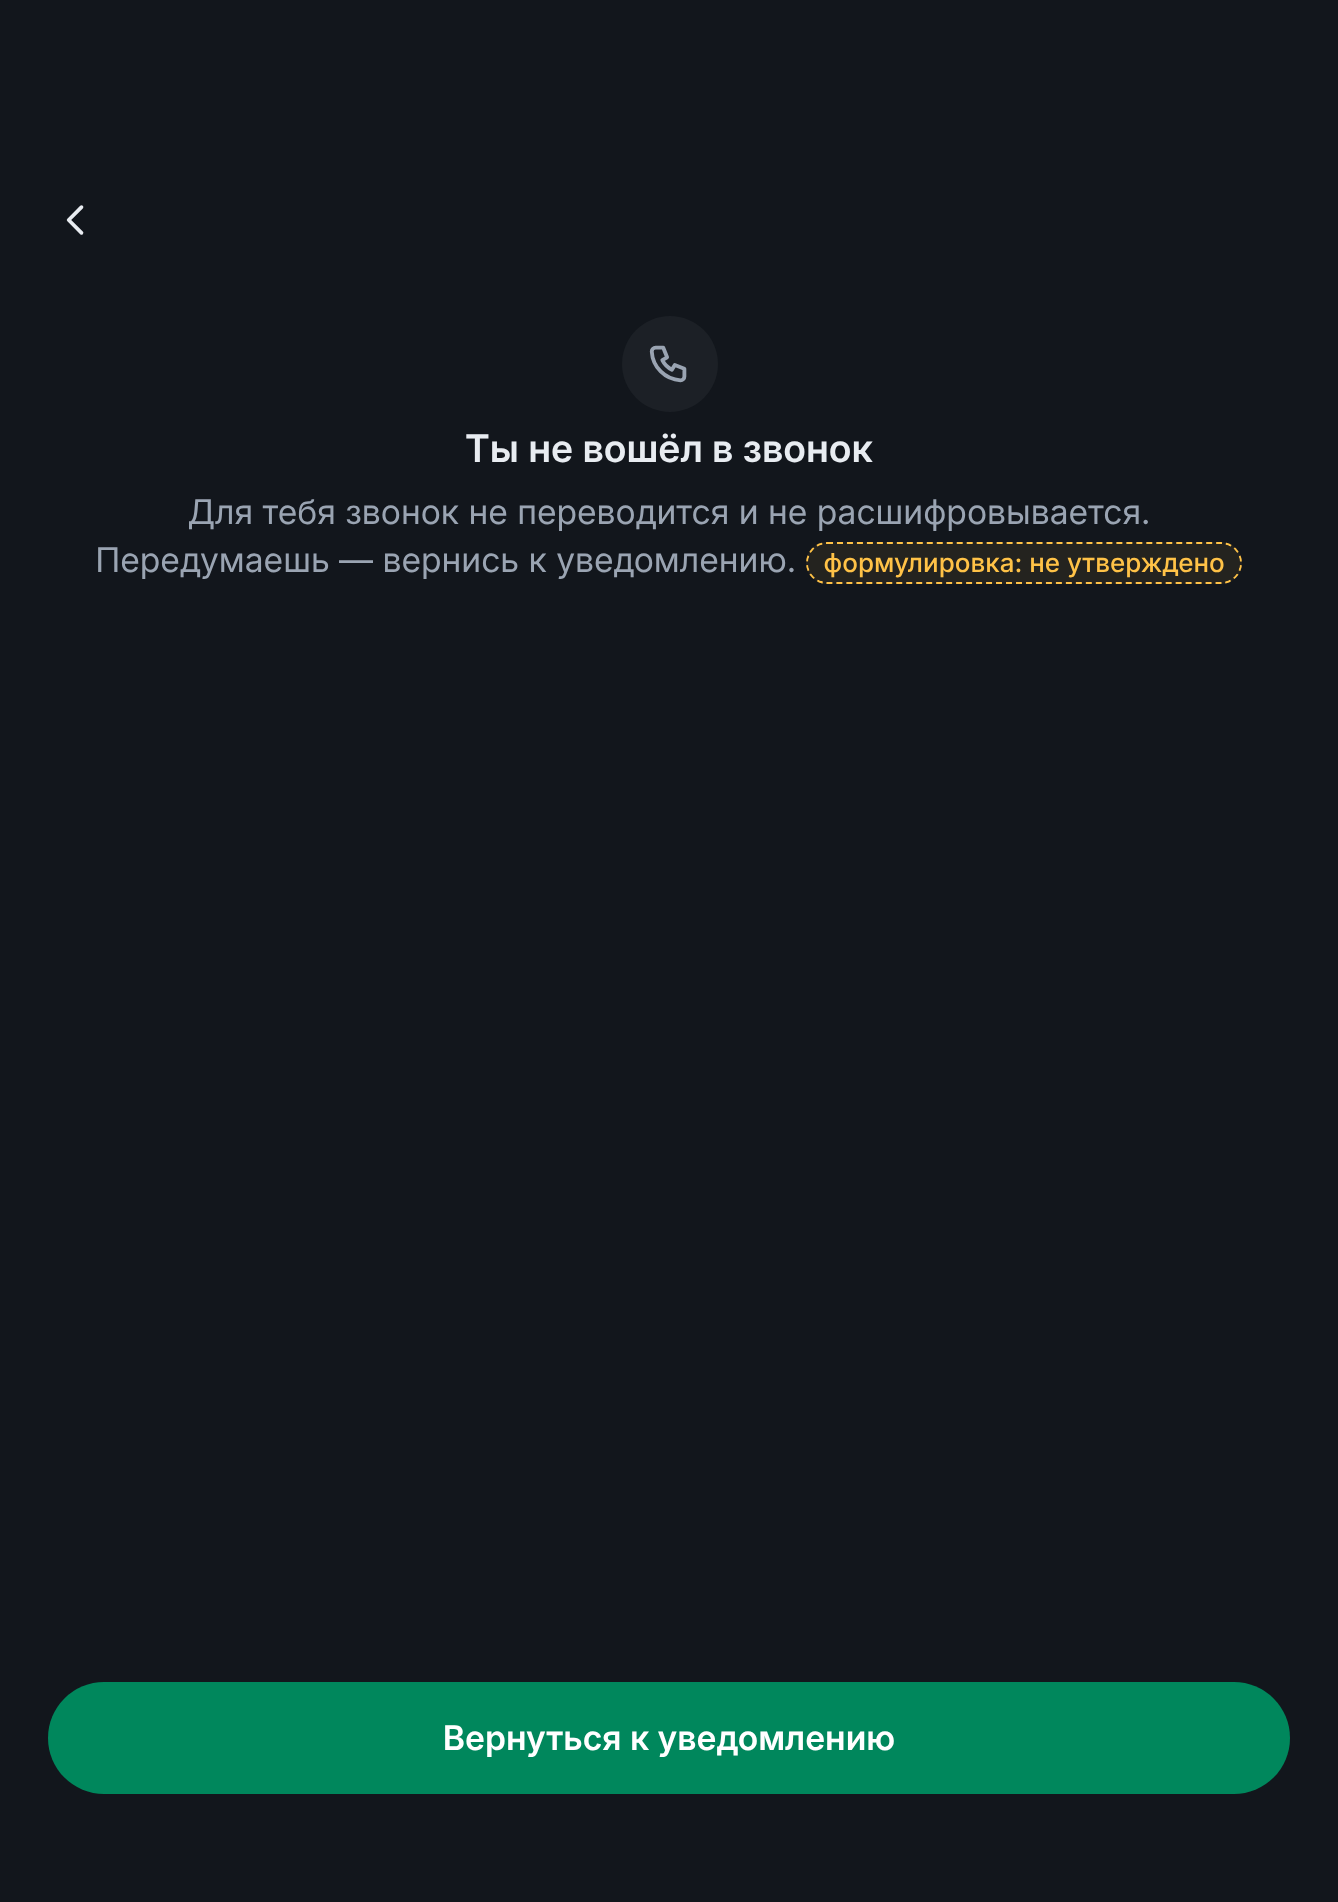 Ты не вошёл в звонок
Для тебя звонок не переводится и не расшифровывается.
Передумаешь — вернись к уведомлению. формулировка: не утверждено
Вернуться к уведомлению